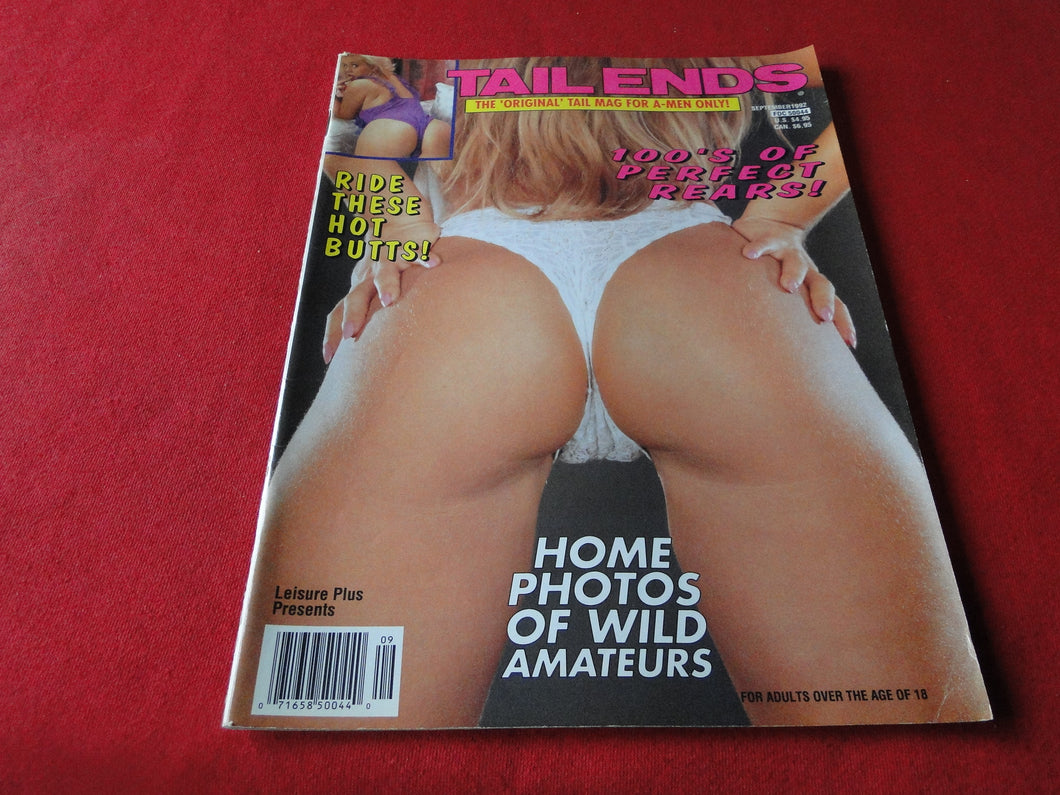 TAIL ENDS
THE 'ORIGINAL' TAIL MAG FOR A-MEN ONLY!
SEPTEMBER 1992
FDC 50044
U.S. $4.95
CAN. $6.95
100'S OF
PERFECT
REARS!
RIDE
THESE
HOT
BUTTS!
HOME
PHOTOS
OF WILD
AMATEURS
Leisure Plus
Presents
09
0 71658 50044 0
FOR ADULTS OVER THE AGE OF 18